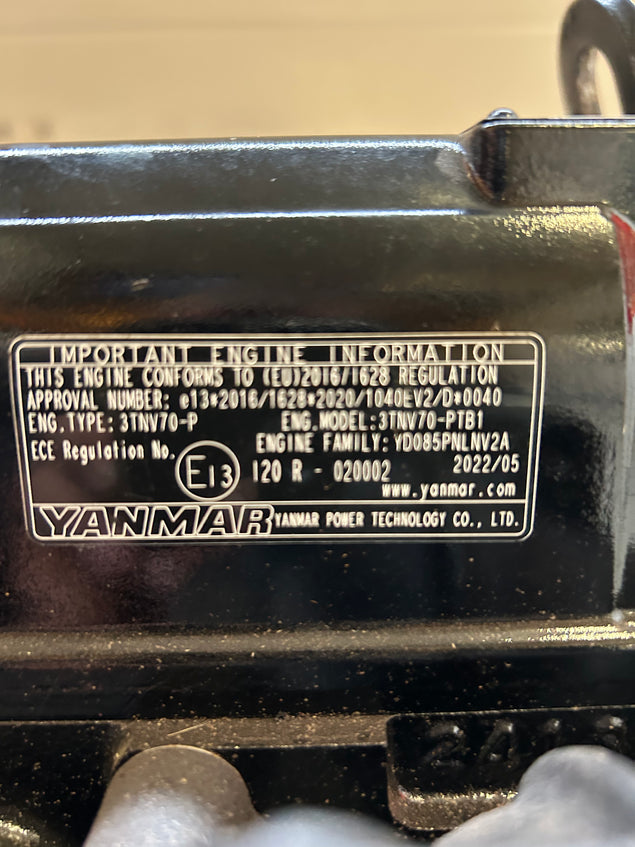 IMPORTANT ENGINE INFORMATION
THIS ENGINE CONFORMS TO (EU)2016/1628 REGULATION
APPROVAL NUMBER: e13*2016/1628*2020/1040EV2/D*0040
ENG.TYPE: 3TNV70-P ENG.MODEL:3TNV70-PTB1
ENGINE FAMILY: YD085PNLNV2A
ECE Regulation No. E13 120 R - 020002 2022/05
www.yanmar.com
YANMAR YANMAR POWER TECHNOLOGY CO., LTD.